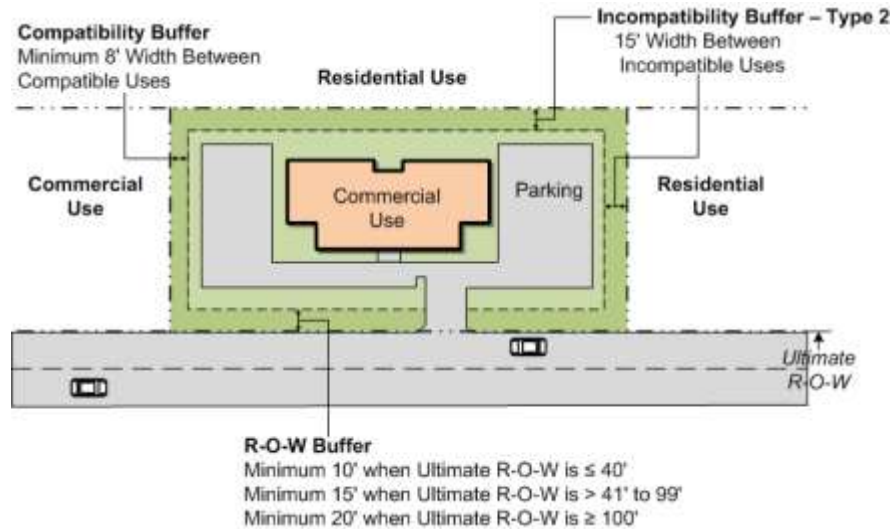 Compatibility Buffer
Minimum 8' Width Between
Compatible Uses
Incompatibility Buffer – Type 2
15' Width Between
Incompatible Uses
Residential Use
Commercial
Use
Commercial
Use
Parking
Residential
Use
Ultimate
R-O-W
R-O-W Buffer
Minimum 10' when Ultimate R-O-W is ≤ 40'
Minimum 15' when Ultimate R-O-W is > 41' to 99'
Minimum 20' when Ultimate R-O-W is ≥ 100'